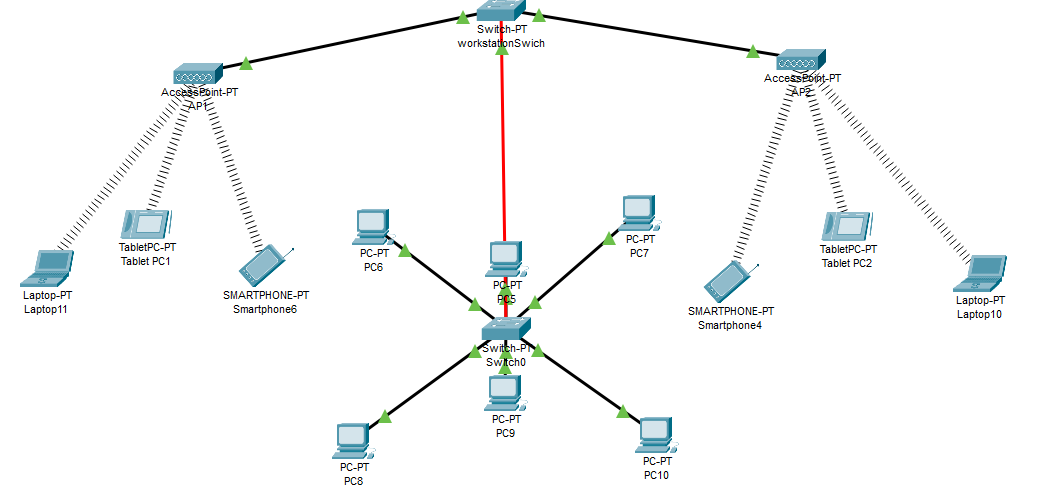 Switch-PT
workstationSwich
AccessPoint-PT
AP1
AccessPoint-PT
AP2
TabletPC-PT
Tablet PC1
Laptop-PT
Laptop11
SMARTPHONE-PT
Smartphone6
PC-PT
PC6
PC-PT
PC5
PC-PT
PC7
SMARTPHONE-PT
Smartphone4
TabletPC-PT
Tablet PC2
Laptop-PT
Laptop10
Switch-PT
Switch0
PC-PT
PC8
PC-PT
PC9
PC-PT
PC10